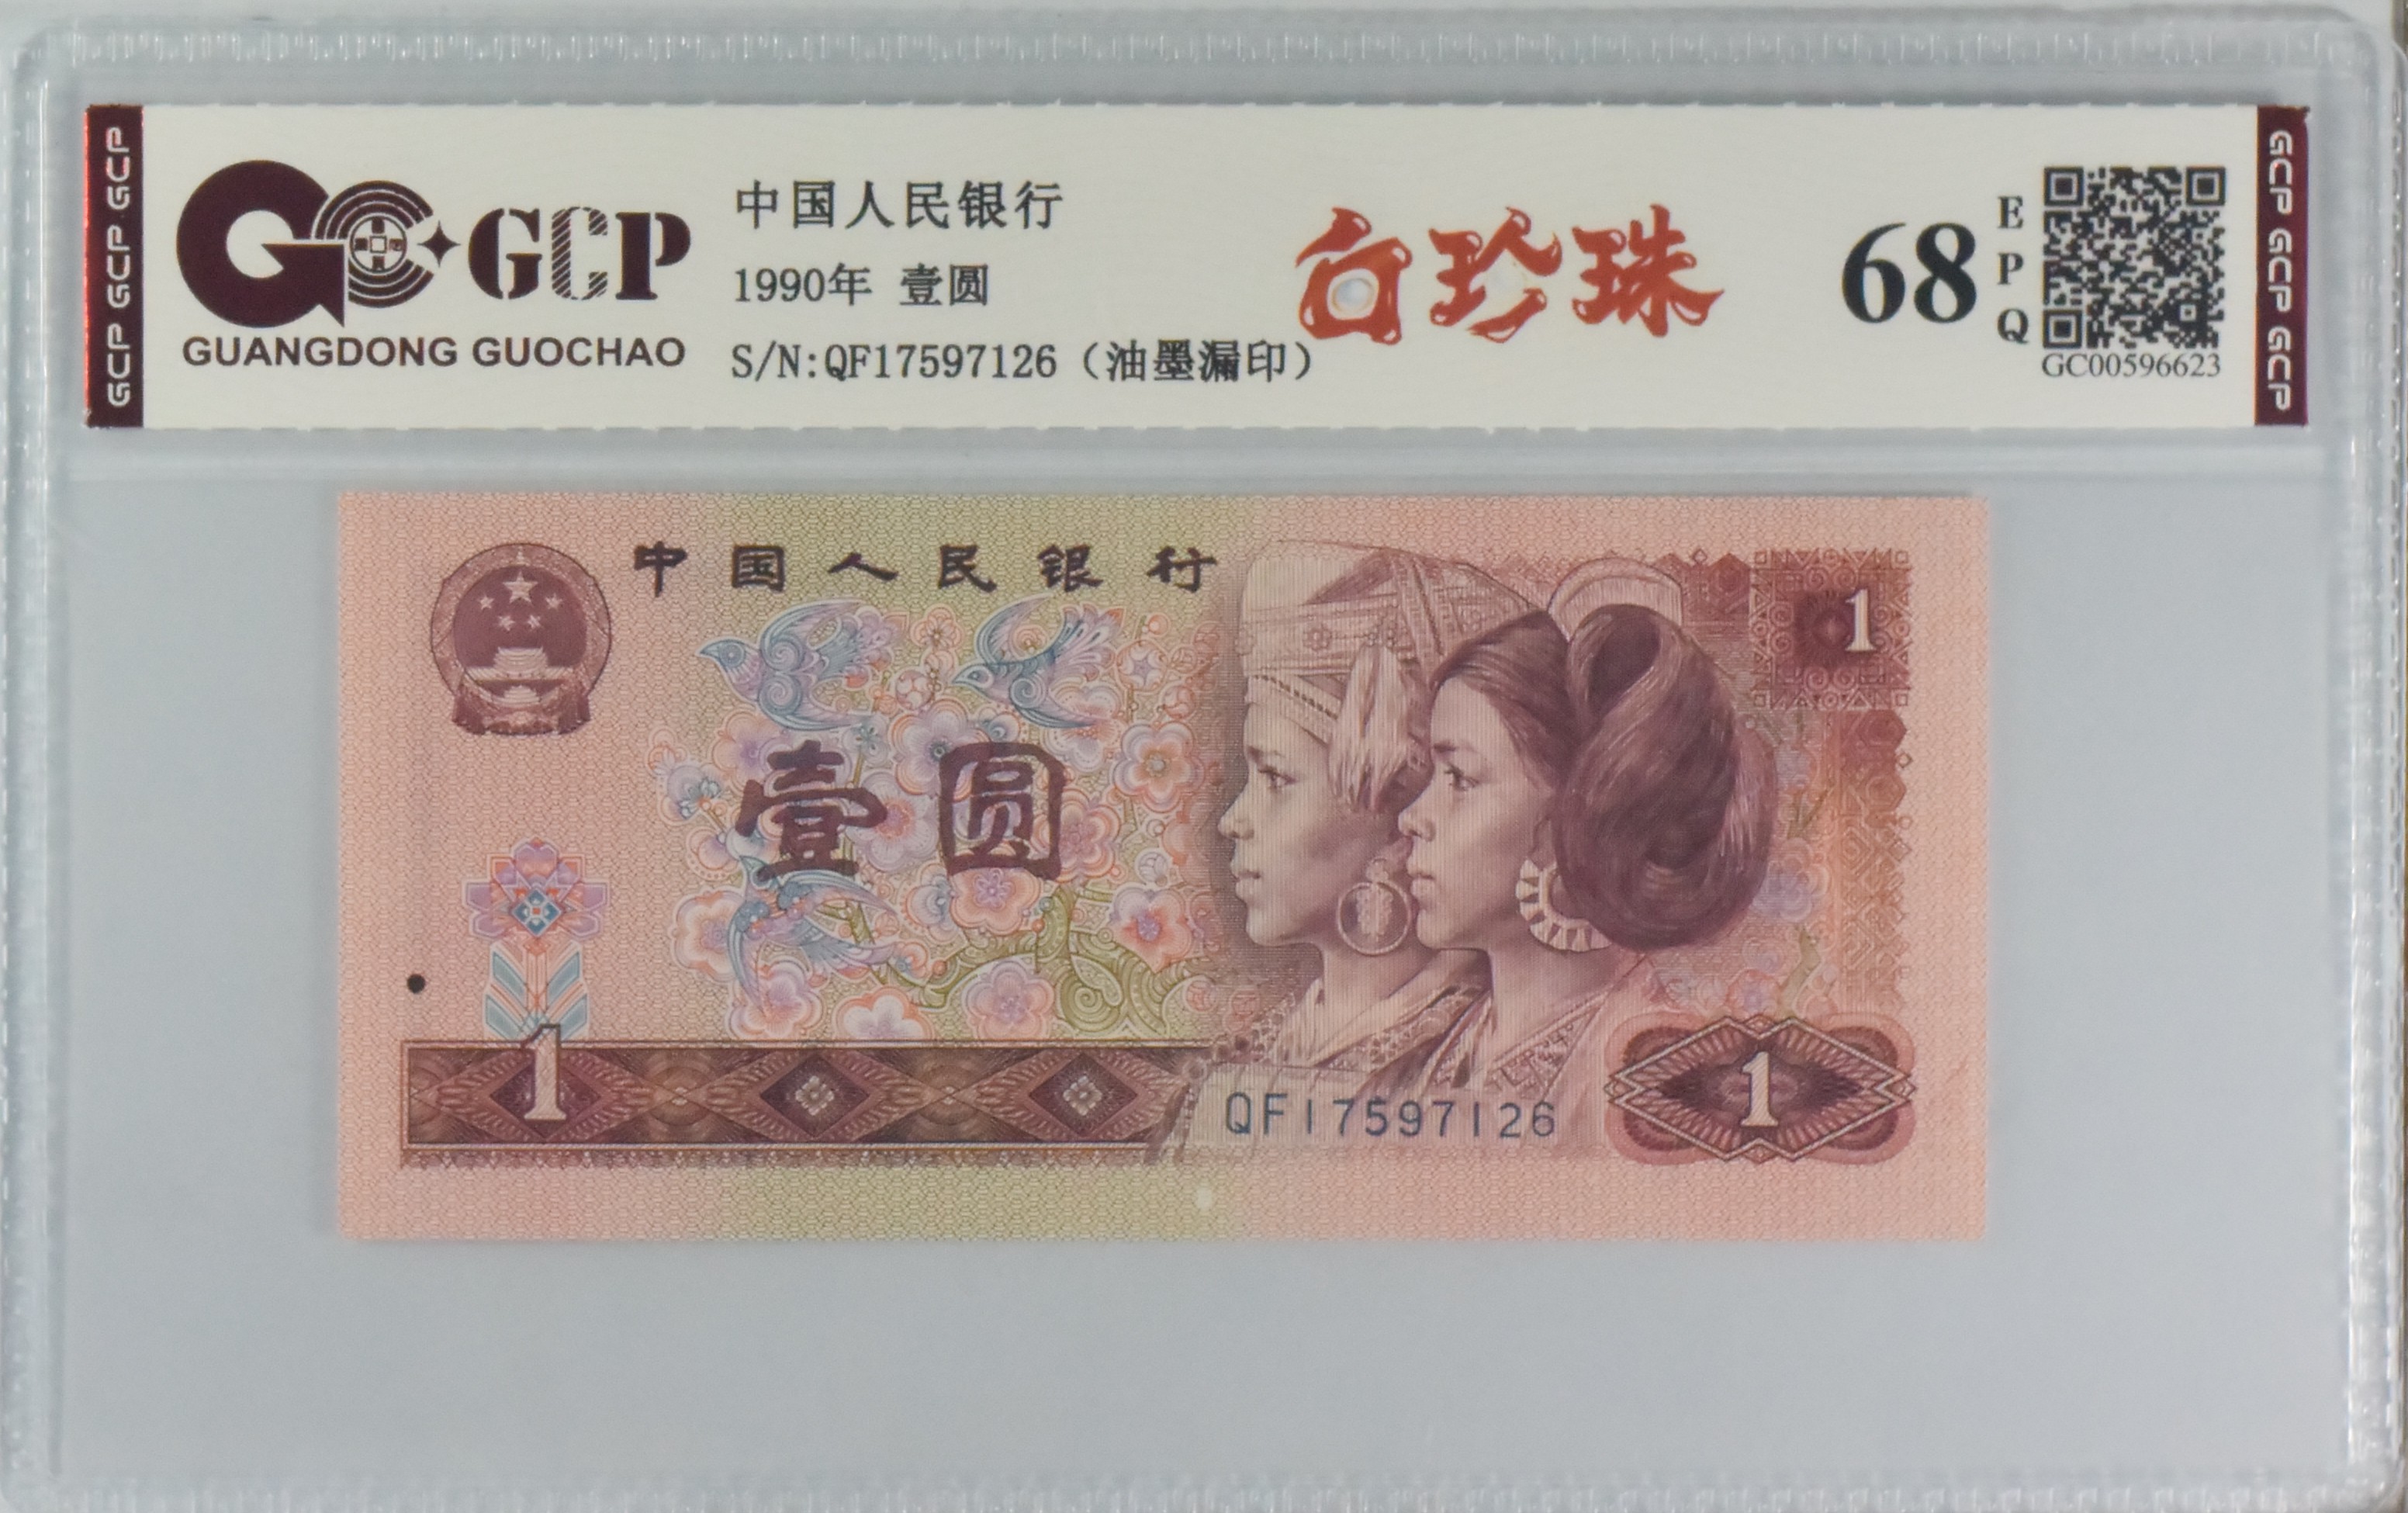 GCP GCP GCP
GCP
GUANGDONG GUOCHAO
中国人民银行
1990年 壹圆
S/N:QF17597126（油墨漏印）
白珍珠
68
EPQ
GC00596623
GCP GCP GCP
中国人民银行
1
壹圆
1
QF17597126
1